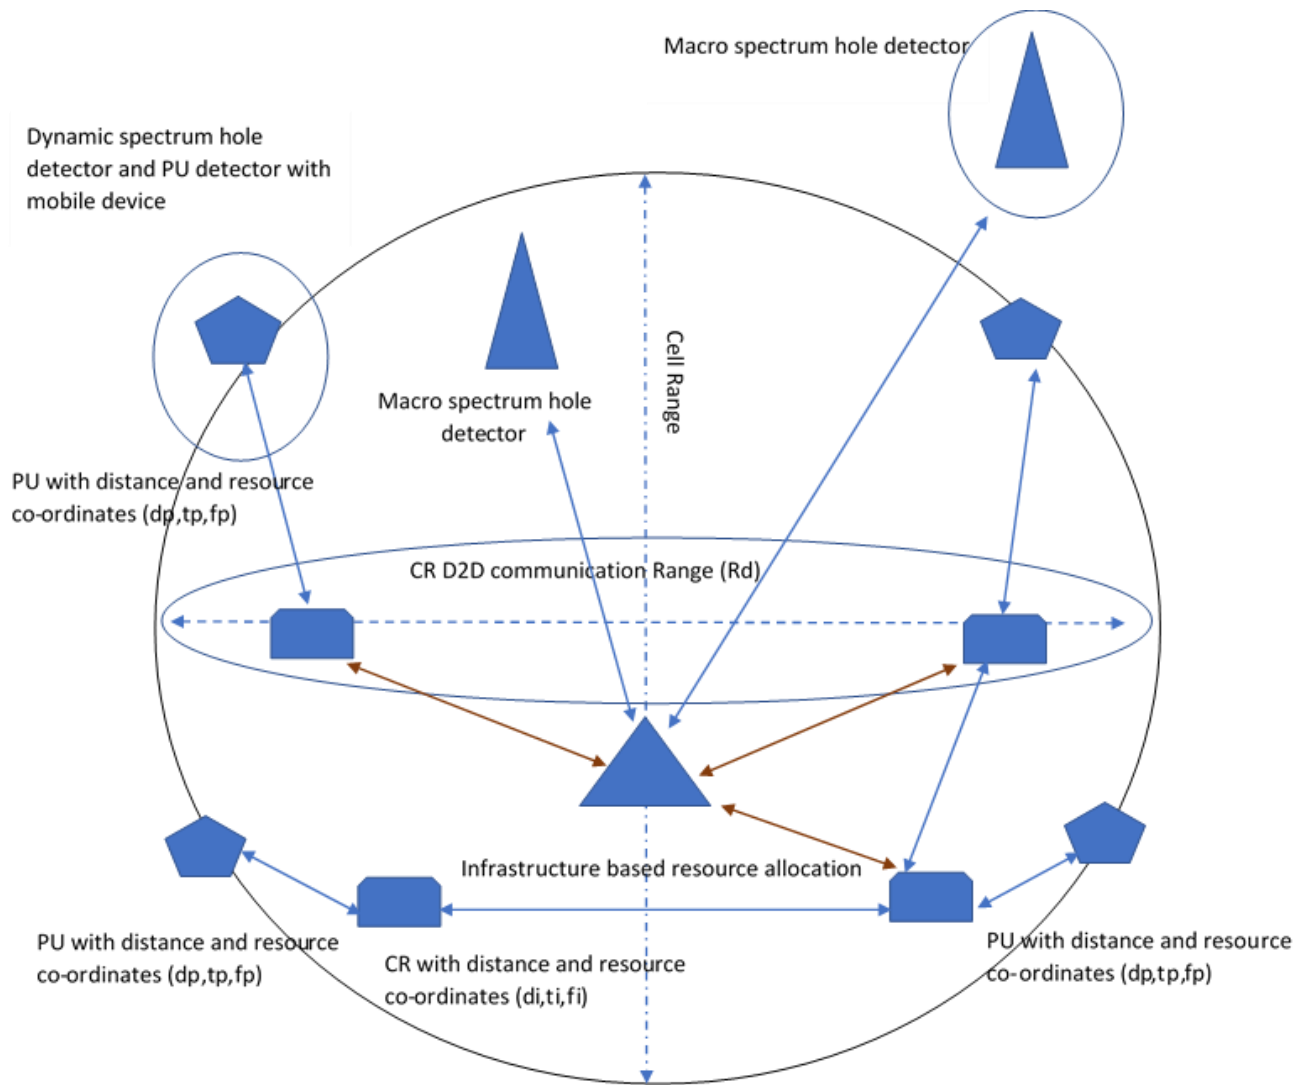 Macro spectrum hole detector
Dynamic spectrum hole
detector and PU detector with
mobile device
Cell Range
Macro spectrum hole
detector
PU with distance and resource
co-ordinates (dp,tp,fp)
CR D2D communication Range (Rd)
Infrastructure based resource allocation
PU with distance and resource
co-ordinates (dp,tp,fp)
CR with distance and resource
co-ordinates (di,ti,fi)
PU with distance and resource
co-ordinates (dp,tp,fp)